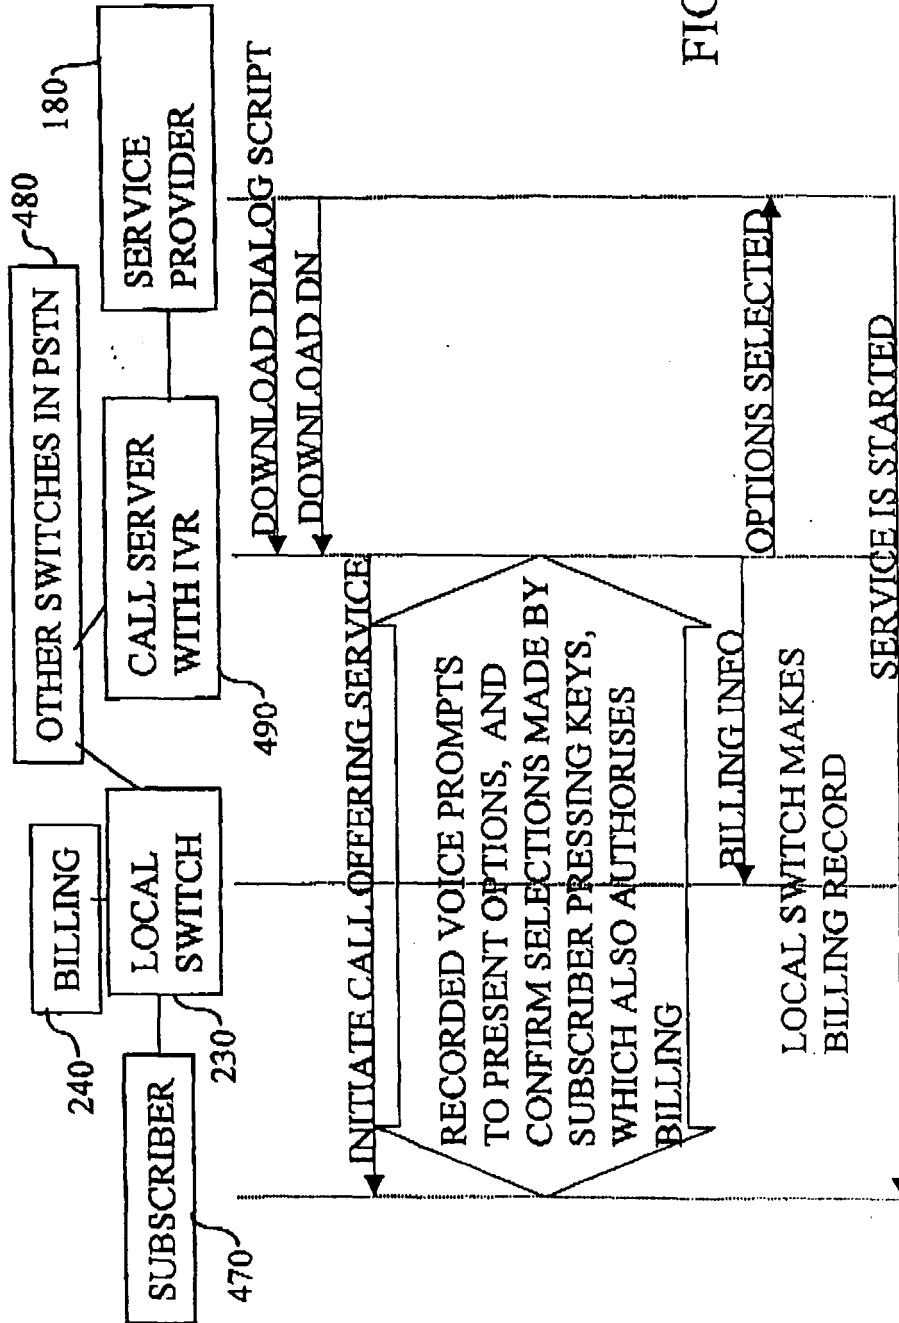 OTHER SWITCHES IN PSTN
480
BILLING
240
180
SUBSCRIBER
470
LOCAL
SWITCH
230
CALL SERVER
WITH IVR
490
SERVICE
PROVIDER
DOWNLOAD DIALOG SCRIPT
DOWNLOAD DN
INITIATE CALL OFFERING SERVICE
RECORDED VOICE PROMPTS
TO PRESENT OPTIONS, AND
CONFIRM SELECTIONS MADE BY
SUBSCRIBER PRESSING KEYS,
WHICH ALSO AUTHORISES
BILLING
BILLING INFO
OPTIONS SELECTED
LOCAL SWITCH MAKES
BILLING RECORD
SERVICE IS STARTED